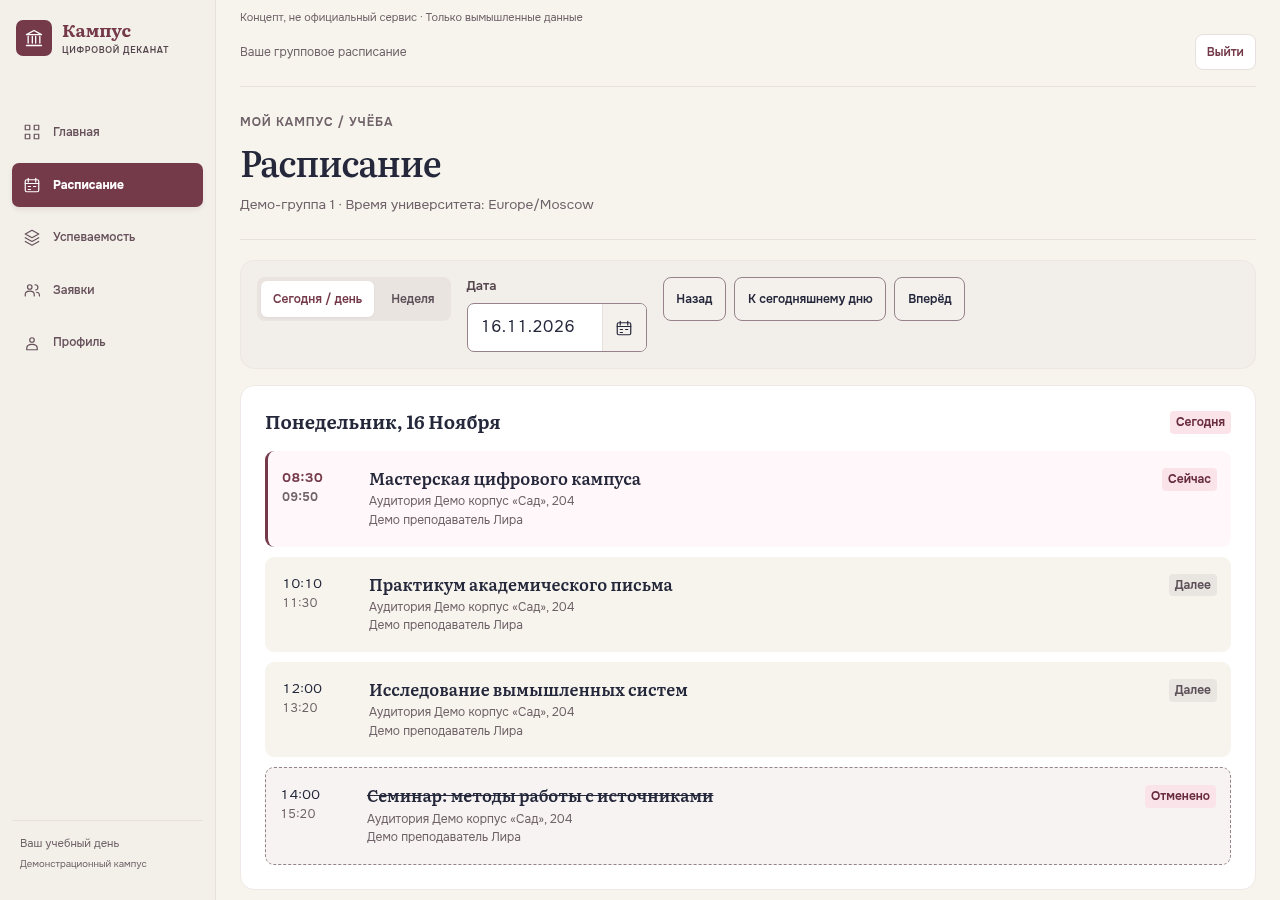 Кампус
ЦИФРОВОЙ ДЕКАНАТ
Главная
Расписание
Успеваемость
Заявки
Профиль
Ваш учебный день
Демонстрационный кампус
Концепт, не официальный сервис · Только вымышленные данные
Ваше групповое расписание
Выйти
МОЙ КАМПУС / УЧЁБА
Расписание
Демо-группа 1 · Время университета: Europe/Moscow
Сегодня / день
Неделя
Дата
16.11.2026
Назад
К сегодняшнему дню
Вперёд
Понедельник, 16 Ноября
Сегодня
08:30
09:50
Мастерская цифрового кампуса
Аудитория Демо корпус «Сад», 204
Демо преподаватель Лира
Сейчас
10:10
11:30
Практикум академического письма
Аудитория Демо корпус «Сад», 204
Демо преподаватель Лира
Далее
12:00
13:20
Исследование вымышленных систем
Аудитория Демо корпус «Сад», 204
Демо преподаватель Лира
Далее
14:00
15:20
Семинар: методы работы с источниками
Аудитория Демо корпус «Сад», 204
Демо преподаватель Лира
Отменено